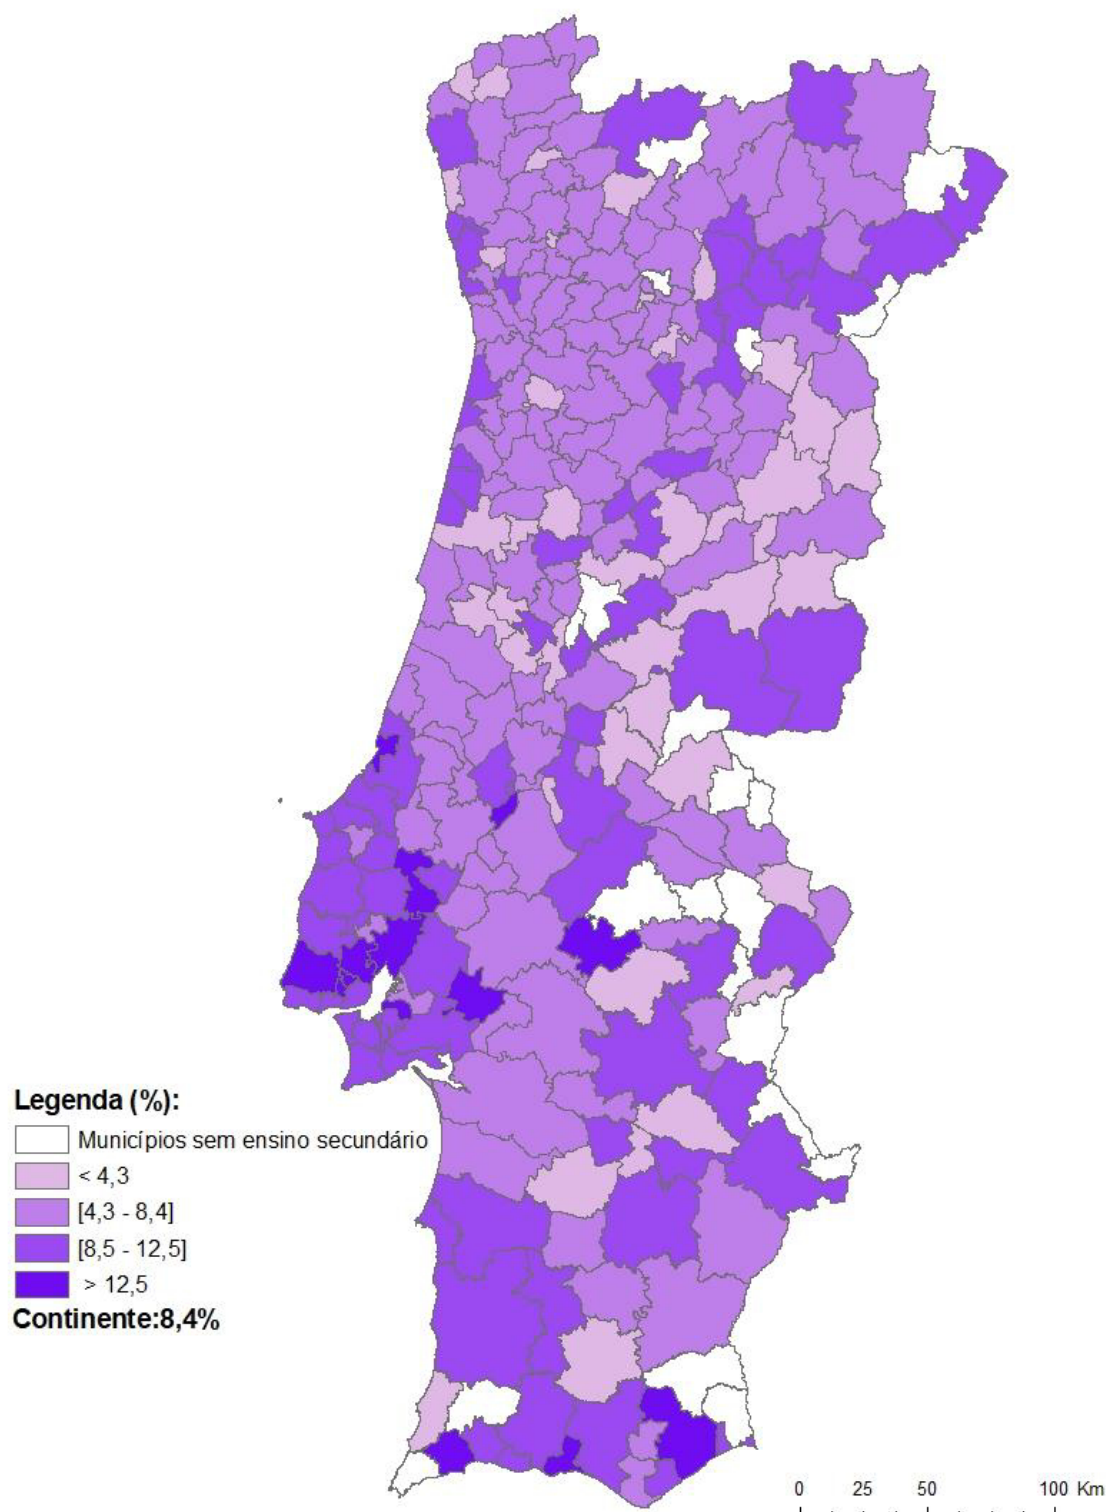 Legenda (%):
Municípios sem ensino secundário
< 4,3
[4,3 - 8,4]
[8,5 - 12,5]
> 12,5
Continente:8,4%
0 25 50 100 Km